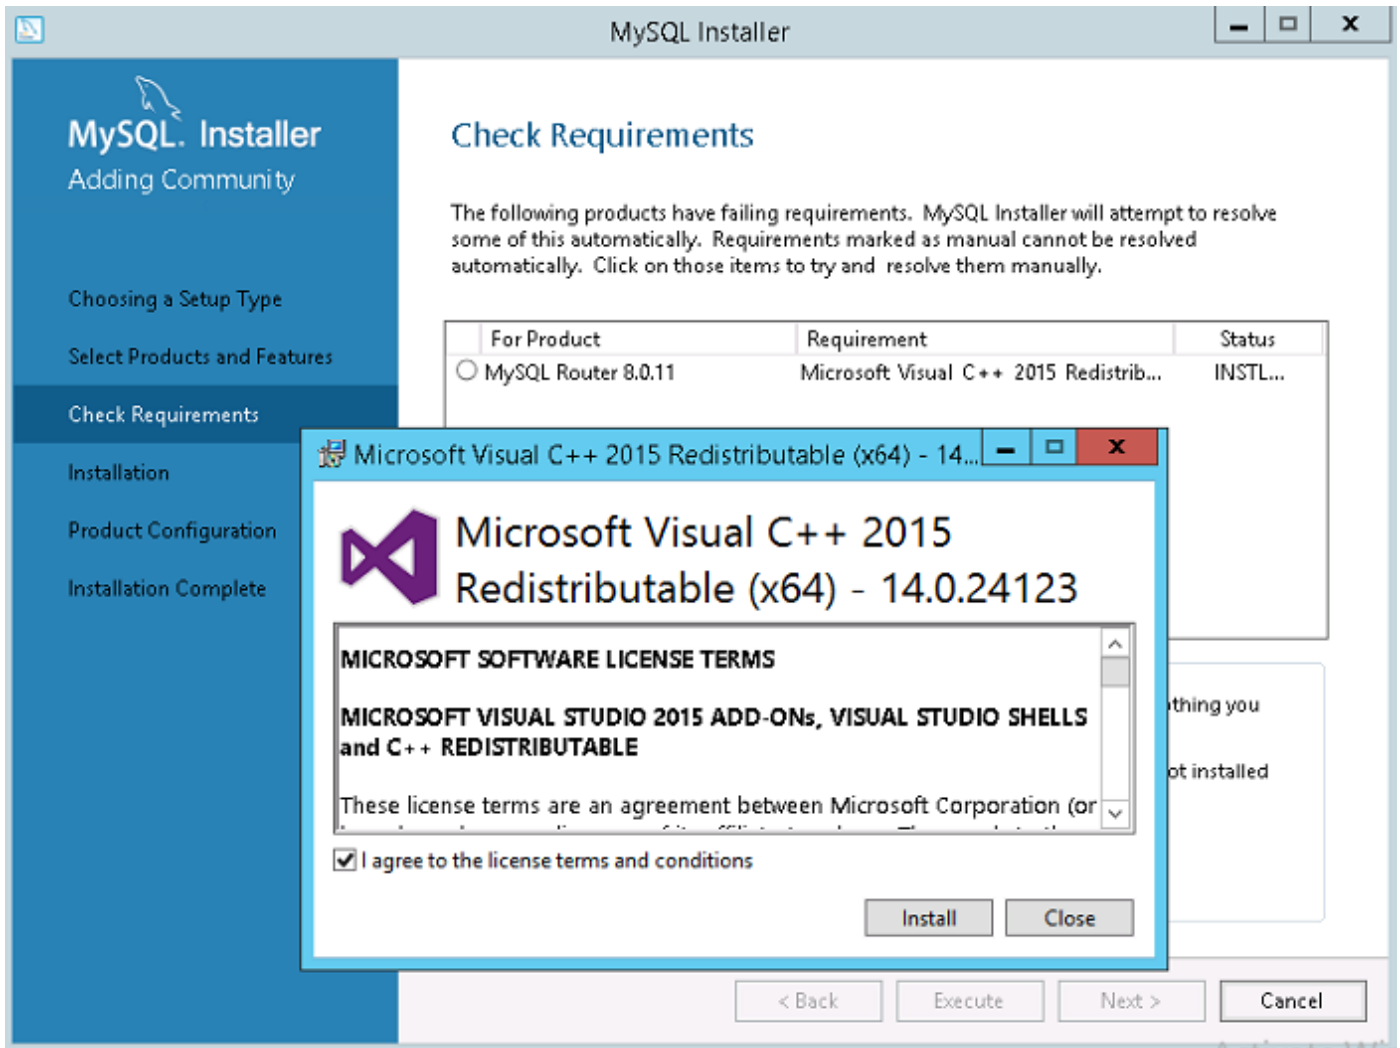 MySQL Installer
MySQL. Installer
Adding Community
Choosing a Setup Type
Select Products and Features
Check Requirements
Installation
Product Configuration
Installation Complete
Check Requirements
The following products have failing requirements. MySQL Installer will attempt to resolve
some of this automatically. Requirements marked as manual cannot be resolved
automatically. Click on those items to try and resolve them manually.
For Product Requirement Status
MySQL Router 8.0.11 Microsoft Visual C++ 2015 Redistrib... INSTL...
Microsoft Visual C++ 2015 Redistributable (x64) - 14...
Microsoft Visual C++ 2015
Redistributable (x64) - 14.0.24123
MICROSOFT SOFTWARE LICENSE TERMS
MICROSOFT VISUAL STUDIO 2015 ADD-ONs, VISUAL STUDIO SHELLS
and C++ REDISTRIBUTABLE
These license terms are an agreement between Microsoft Corporation (or
I agree to the license terms and conditions
Install Close
thing you
ot installed
< Back Execute Next > Cancel